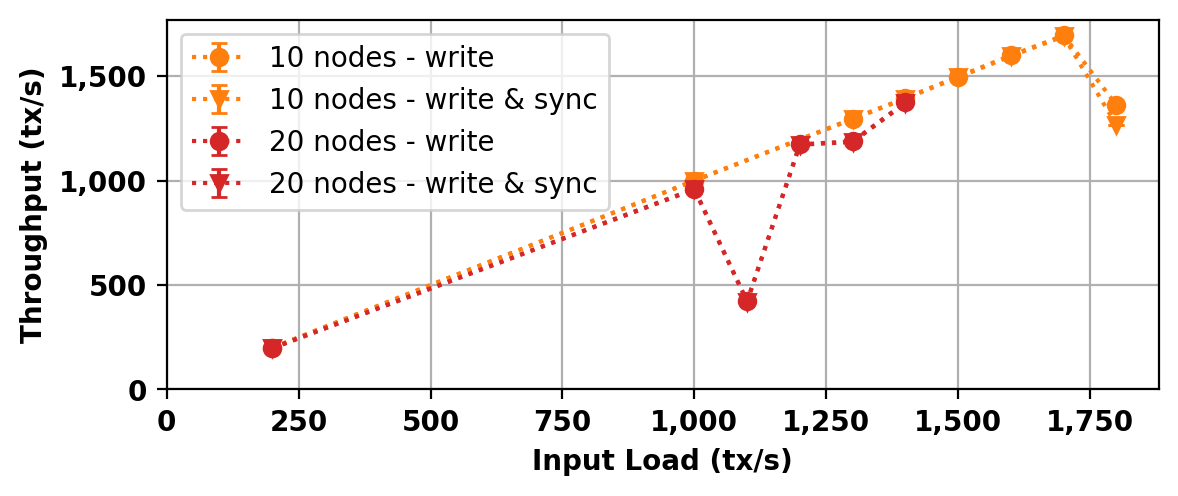 10 nodes - write
10 nodes - write & sync
20 nodes - write
20 nodes - write & sync
Throughput (tx/s)
1,500
1,000
500
0
0 250 500 750 1,000 1,250 1,500 1,750
Input Load (tx/s)